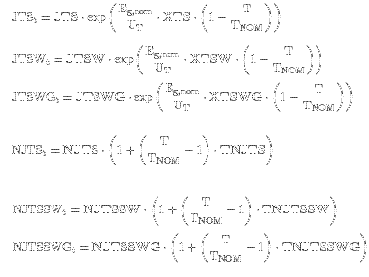 JTS_t = JTS · exp(E_g,nom / U_T · XTS · (1 − T / T_NOM))
JTSW_t = JTSW · exp(E_g,nom / U_T · XTSW · (1 − T / T_NOM))
JTSWG_t = JTSWG · exp(E_g,nom / U_T · XTSWG · (1 − T / T_NOM))
NJTS_t = NJTS · (1 + (T / T_NOM − 1) · TNJTS)
NJTSSW_t = NJTSSW · (1 + (T / T_NOM − 1) · TNJTSSW)
NJTSSWG_t = NJTSSWG · (1 + (T / T_NOM − 1) · TNJTSSWG)